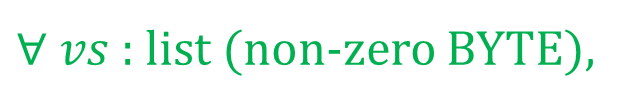 ∀ vs : list (non-zero BYTE),